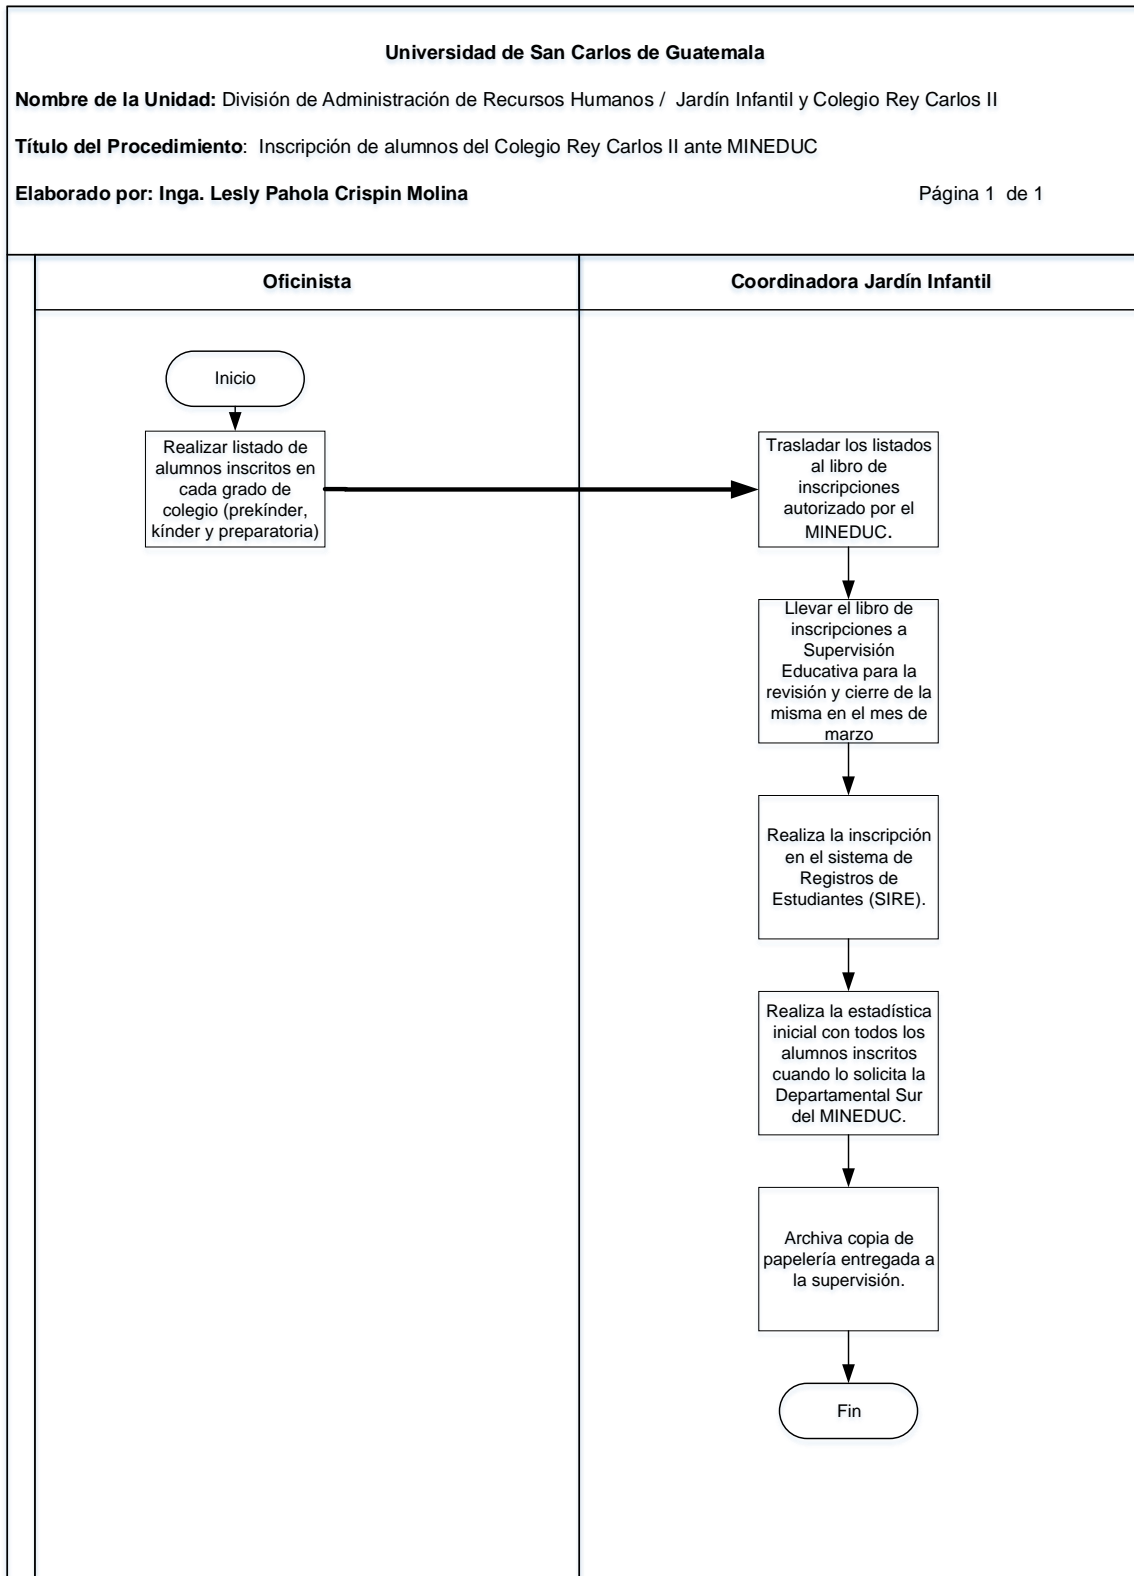 Universidad de San Carlos de Guatemala
Nombre de la Unidad: División de Administración de Recursos Humanos / Jardín Infantil y Colegio Rey Carlos II
Título del Procedimiento: Inscripción de alumnos del Colegio Rey Carlos II ante MINEDUC
Elaborado por: Inga. Lesly Pahola Crispin Molina Página 1 de 1
Oficinista
Coordinadora Jardín Infantil
Inicio
Realizar listado de
alumnos inscritos en
cada grado de
colegio (prekínder,
kínder y preparatoria)
Trasladar los listados
al libro de
inscripciones
autorizado por el
MINEDUC.
Llevar el libro de
inscripciones a
Supervisión
Educativa para la
revisión y cierre de la
misma en el mes de
marzo
Realiza la inscripción
en el sistema de
Registros de
Estudiantes (SIRE).
Realiza la estadística
inicial con todos los
alumnos inscritos
cuando lo solicita la
Departamental Sur
del MINEDUC.
Archiva copia de
papelería entregada a
la supervisión.
Fin